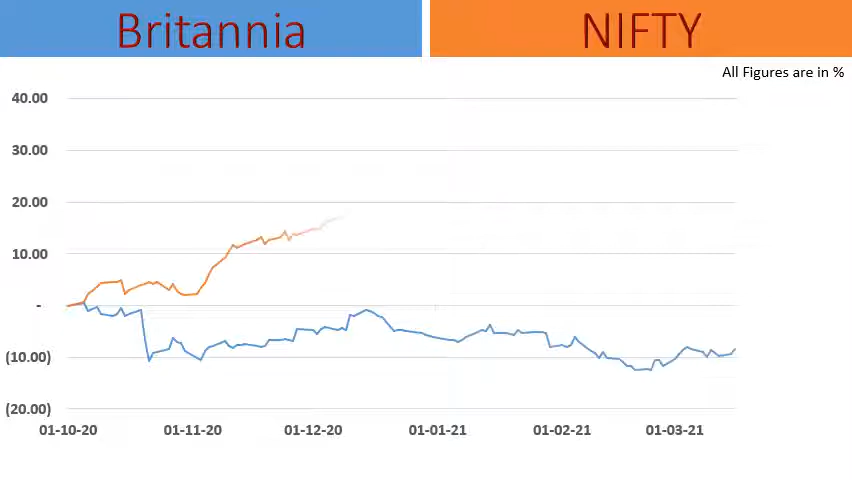 Britannia NIFTY
All Figures are in %
40.00
30.00
20.00
10.00
-
(10.00)
(20.00)
01-10-20 01-11-20 01-12-20 01-01-21 01-02-21 01-03-21